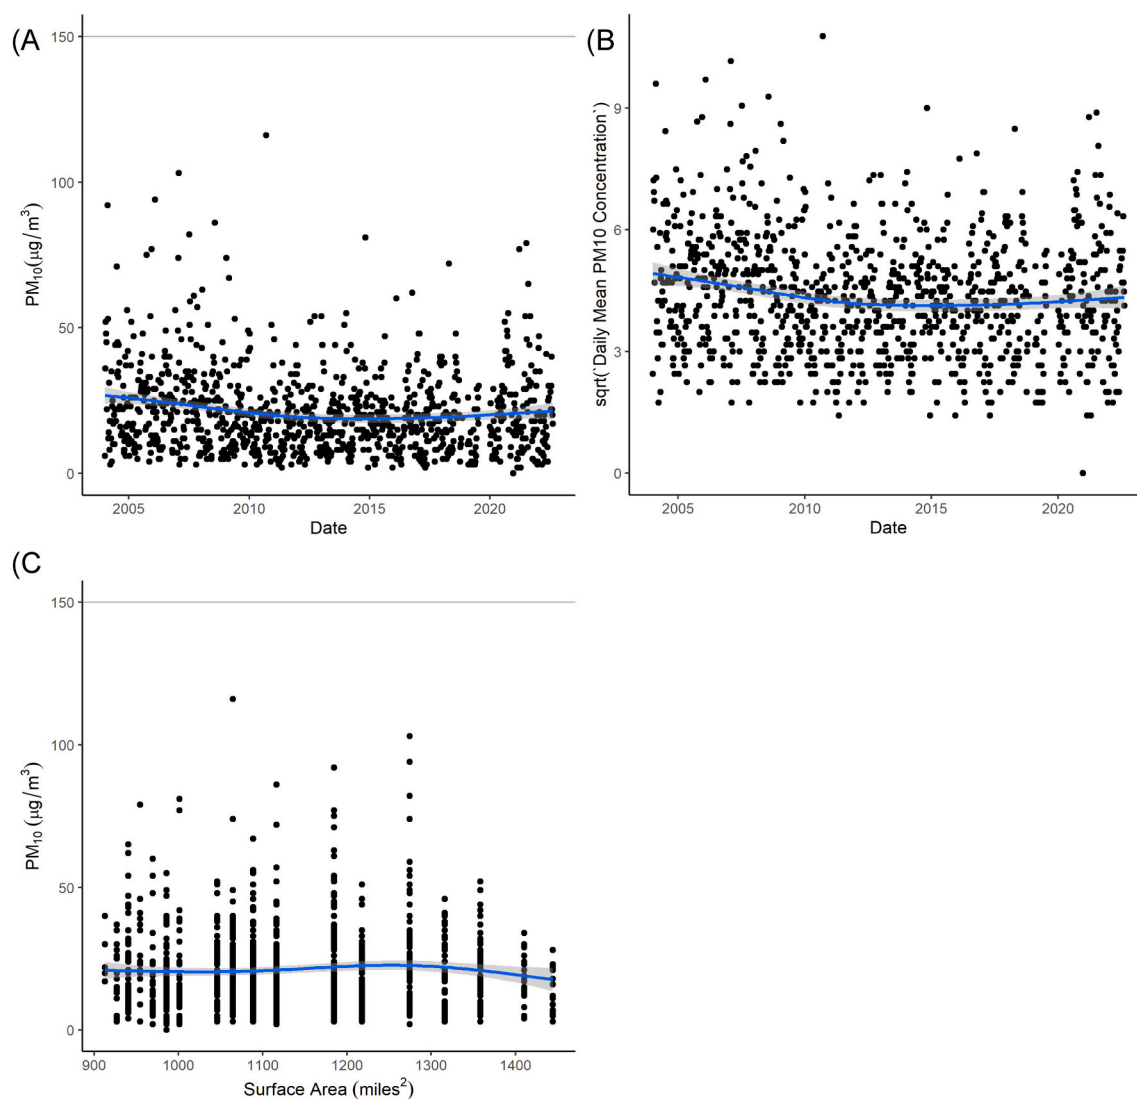 (A
150
100
50
0
PM₁₀(μg/m³)
2005 2010 2015 2020
Date
(B
9
6
3
0
sqrt(`Daily Mean PM10 Concentration`)
2005 2010 2015 2020
Date
(C
150
100
50
0
PM₁₀ (μg/m³)
900 1000 1100 1200 1300 1400
Surface Area (miles²)